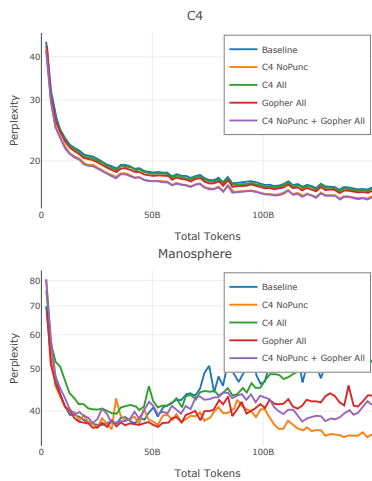 C4
40
30
20
Perplexity
Baseline
C4 NoPunc
C4 All
Gopher All
C4 NoPunc + Gopher All
0
50B
100B
Total Tokens
Manosphere
80
70
60
50
40
Perplexity
Baseline
C4 NoPunc
C4 All
Gopher All
C4 NoPunc + Gopher All
0
50B
100B
Total Tokens